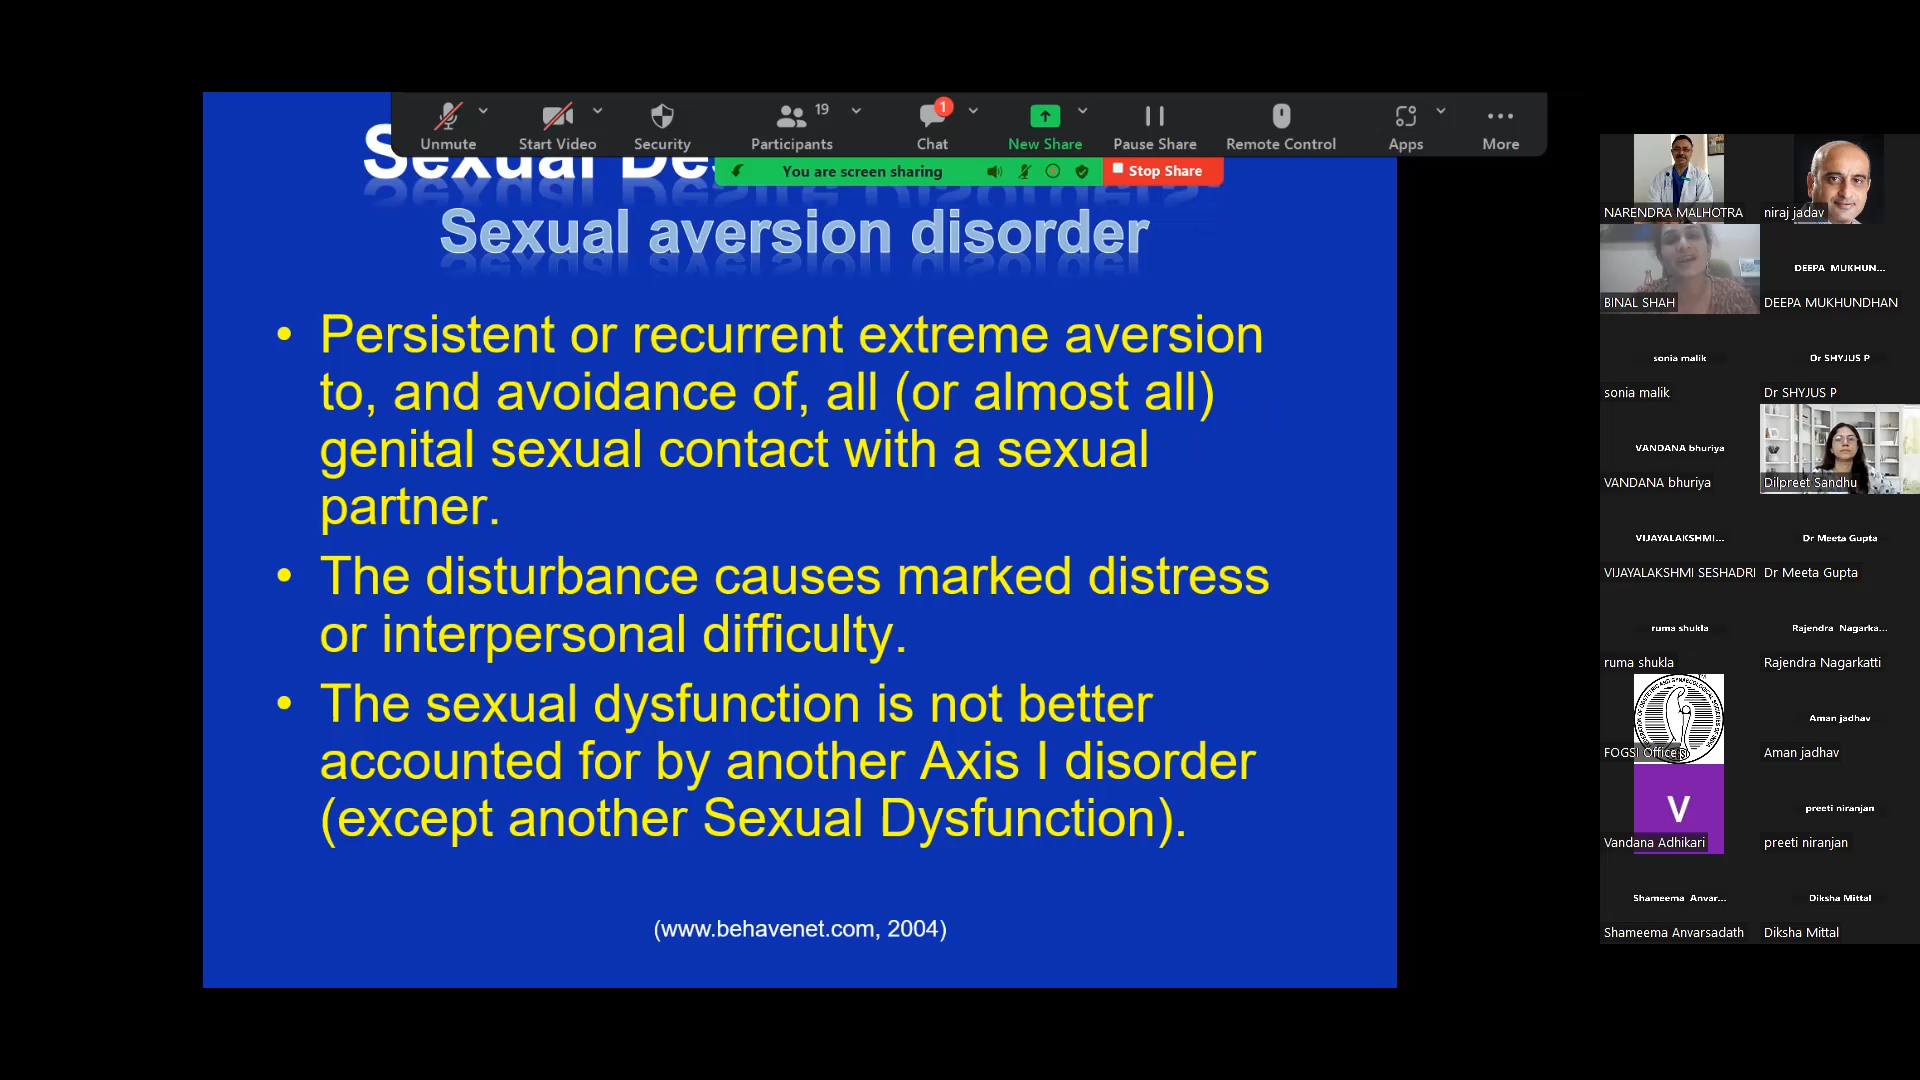 19
1
Unmute
Start Video
Security
Participants
Chat
New Share
Pause Share
Remote Control
Apps
More
Sexual
You are screen sharing
Stop Share
Sexual aversion disorder
• Persistent or recurrent extreme aversion
to, and avoidance of, all (or almost all)
genital sexual contact with a sexual
partner.
• The disturbance causes marked distress
or interpersonal difficulty.
• The sexual dysfunction is not better
accounted for by another Axis I disorder
(except another Sexual Dysfunction).
(www.behavenet.com, 2004)
NARENDRA MALHOTRA
niraj jadav
BINAL SHAH
DEEPA MUKHUN...
DEEPA MUKHUNDHAN
sonia malik
sonia malik
Dr SHYJUS P
Dr SHYJUS P
VANDANA bhuriya
VANDANA bhuriya
Dilpreet Sandhu
VIJAYALAKSHMI...
VIJAYALAKSHMI SESHADRI
Dr Meeta Gupta
Dr Meeta Gupta
ruma shukla
ruma shukla
Rajendra Nagarka...
Rajendra Nagarkatti
FOGSI Office
Aman jadhav
Aman jadhav
V
Vandana Adhikari
preeti niranjan
preeti niranjan
Shameema Anvar...
Shameema Anvarsadath
Diksha Mittal
Diksha Mittal